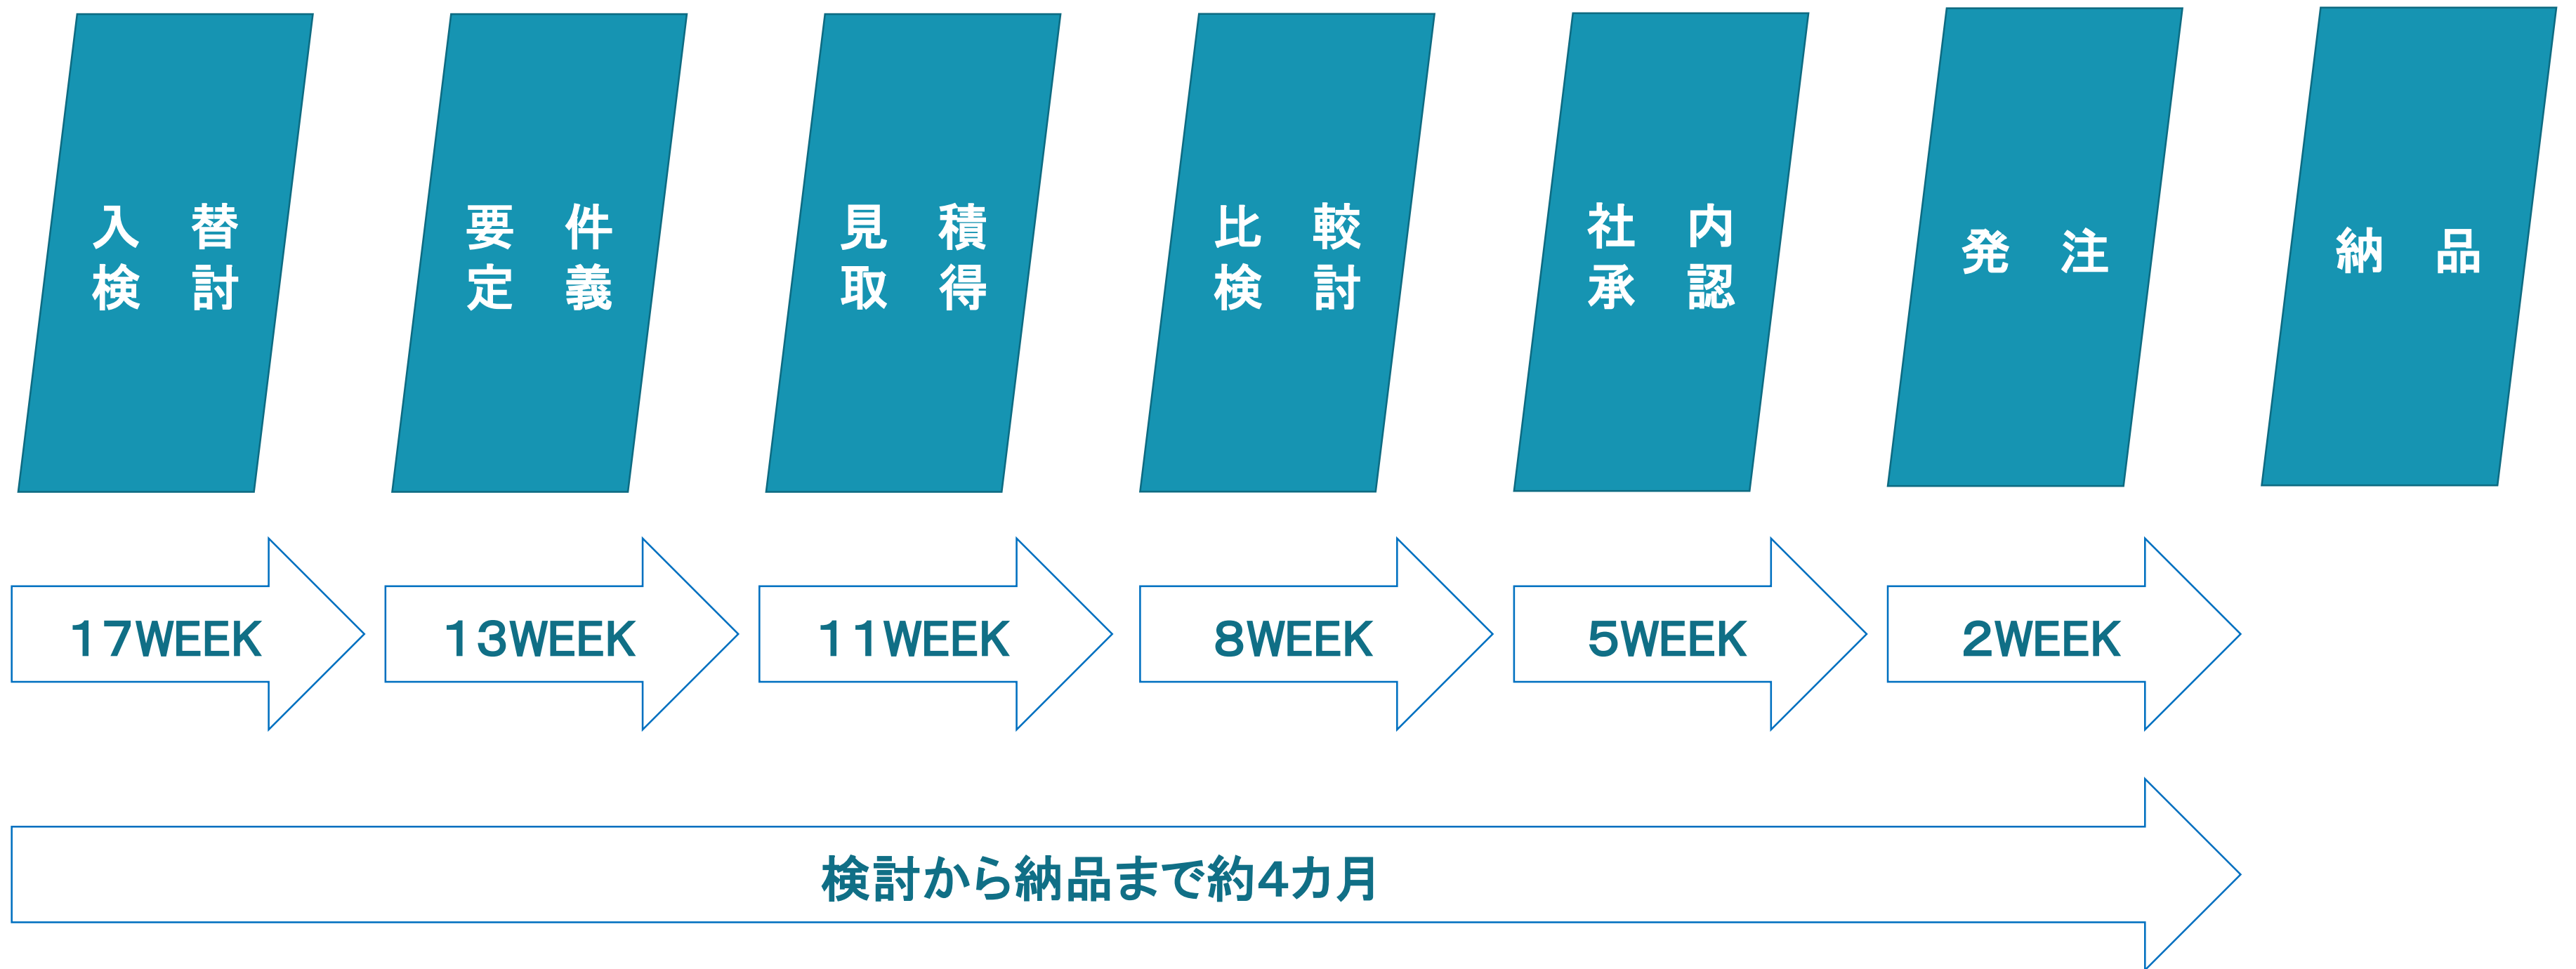 入替
検討
要件
定義
見積
取得
比較
検討
社内
承認
発注
納品
17WEEK
13WEEK
11WEEK
8WEEK
5WEEK
2WEEK
検討から納品まで約4カ月